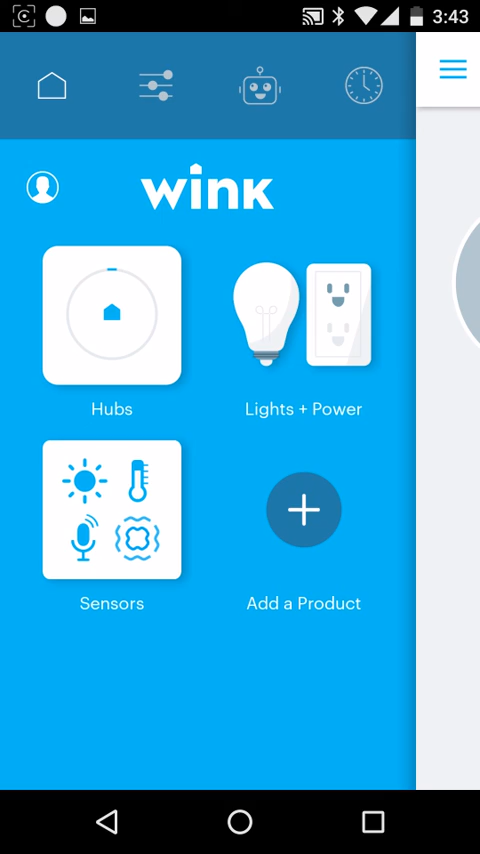 3:43
wink
Hubs
Lights + Power
Sensors
Add a Product